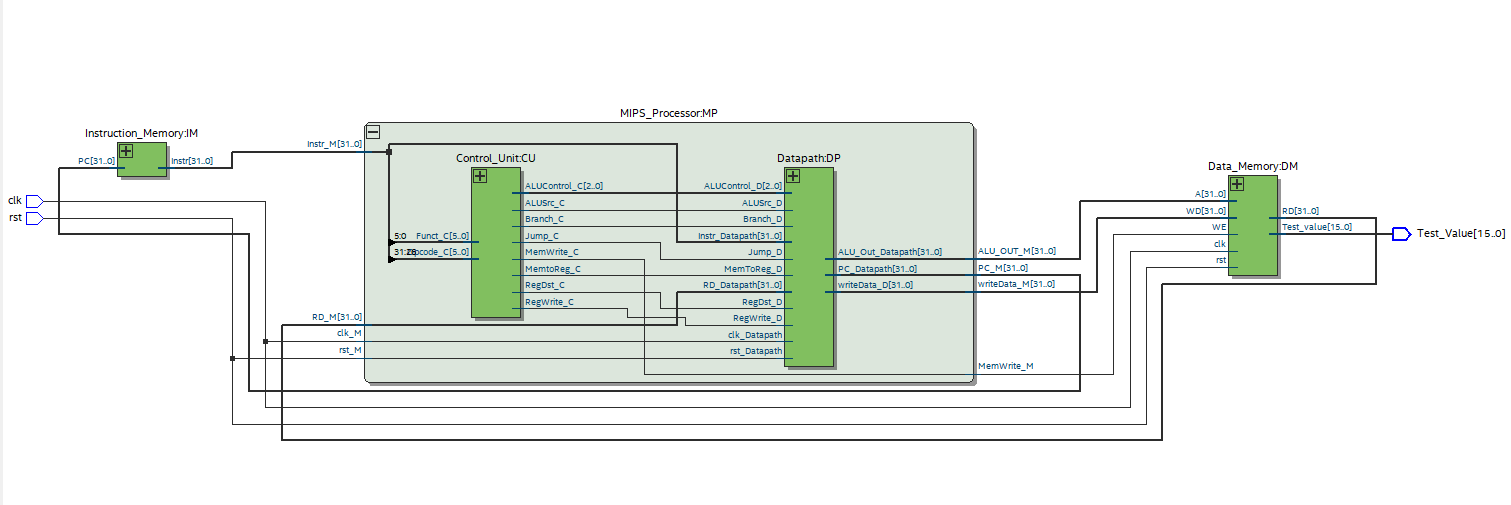 MIPS_Processor:MP
Instruction_Memory:IM
PC[31..0]
Instr[31..0]
clk
rst
Instr_M[31..0]
RD_M[31..0]
clk_M
rst_M
Control_Unit:CU
5:0
Funct_C[5..0]
Opcode_C[5..0]
ALUControl_C[2..0]
ALUSrc_C
Branch_C
Jump_C
MemWrite_C
MemtoReg_C
RegDst_C
RegWrite_C
Datapath:DP
ALUControl_D[2..0]
ALUSrc_D
Branch_D
Instr_Datapath[31..0]
Jump_D
MemToReg_D
RD_Datapath[31..0]
RegDst_D
RegWrite_D
clk_Datapath
rst_Datapath
ALU_Out_Datapath[31..0]
PC_Datapath[31..0]
writeData_D[31..0]
ALU_OUT_M[31..0]
PC_M[31..0]
writeData_M[31..0]
MemWrite_M
Data_Memory:DM
A[31..0]
WD[31..0]
WE
clk
rst
RD[31..0]
Test_value[15..0]
Test_Value[15..0]